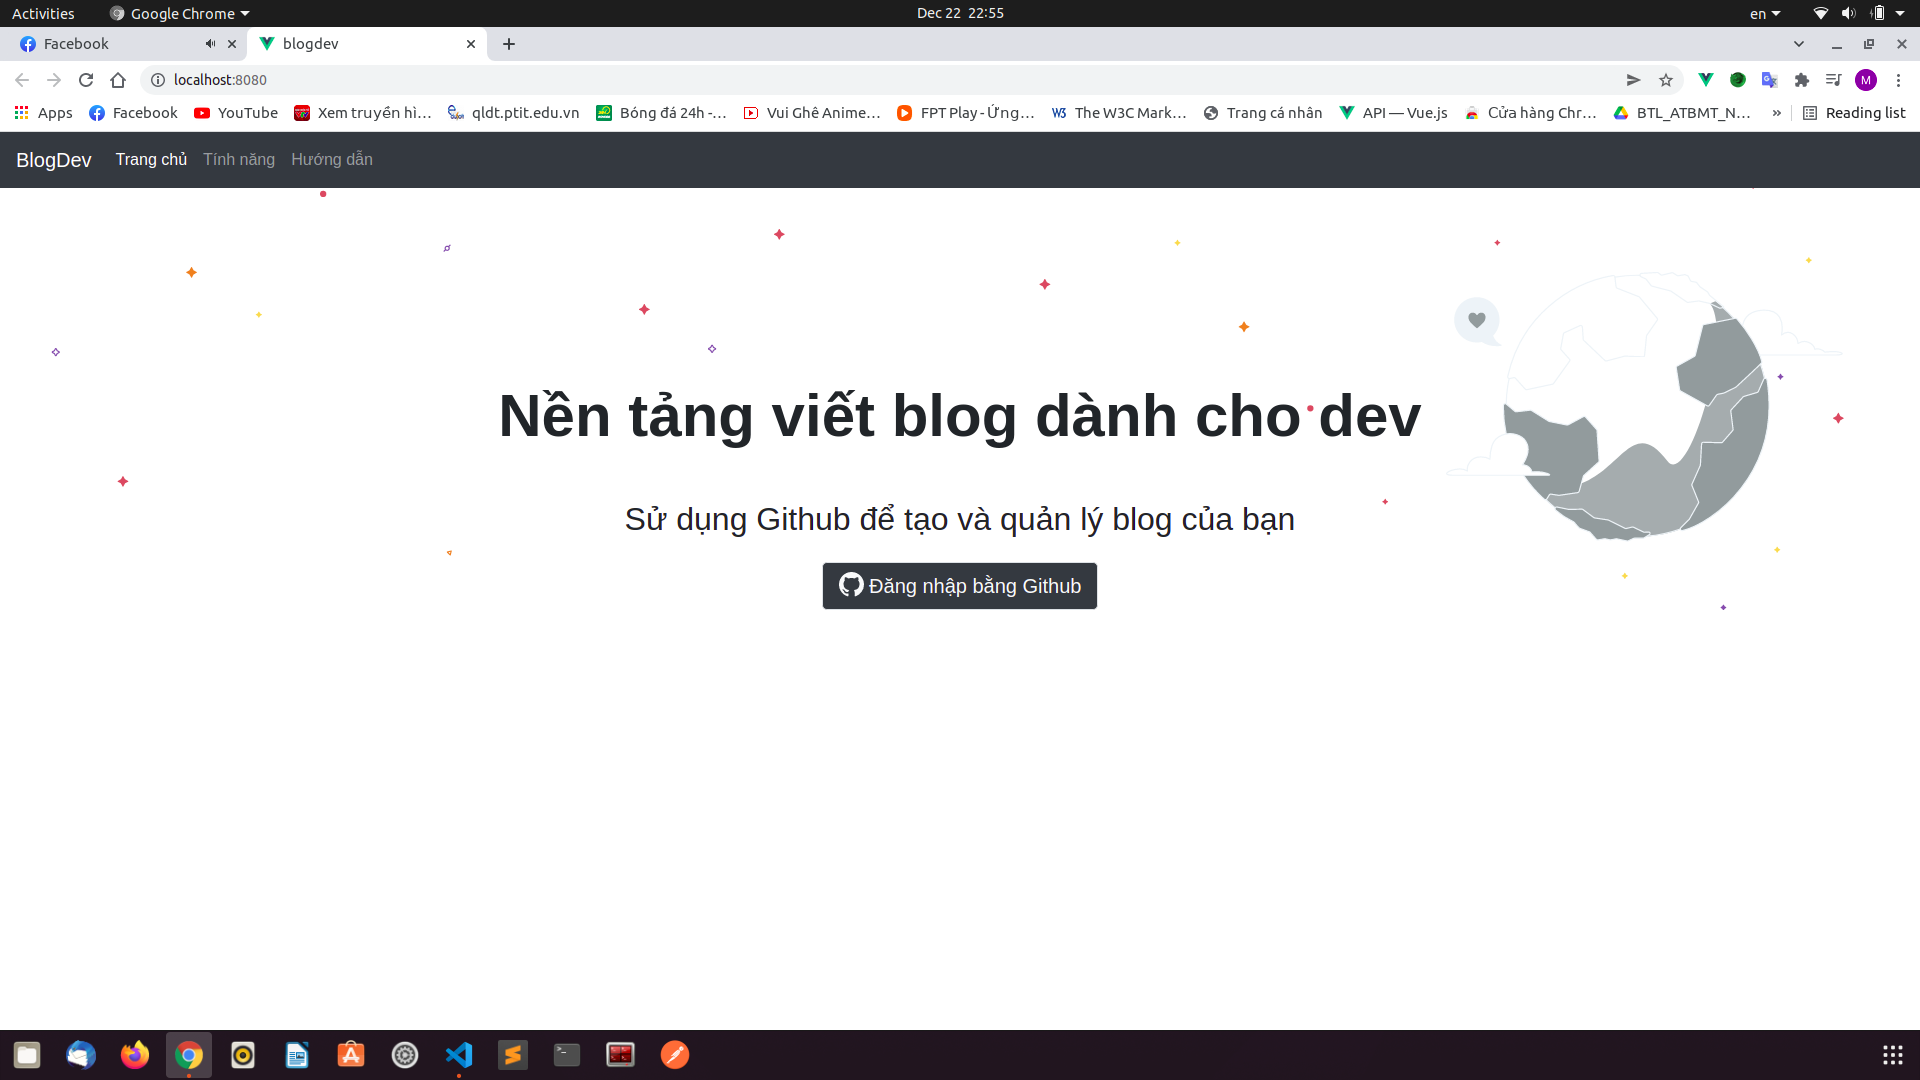 Activities Google Chrome Dec 22 22:55 en
Facebook blogdev
localhost:8080 M
Apps Facebook YouTube Xem truyền hì... qldt.ptit.edu.vn Bóng đá 24h -... Vui Ghê Anime... FPT Play - Ứng... The W3C Mark... Trang cá nhân API — Vue.js Cửa hàng Chr... BTL_ATBMT_N... » Reading list
BlogDev Trang chủ Tính năng Hướng dẫn
Nền tảng viết blog dành cho dev
Sử dụng Github để tạo và quản lý blog của bạn
Đăng nhập bằng Github